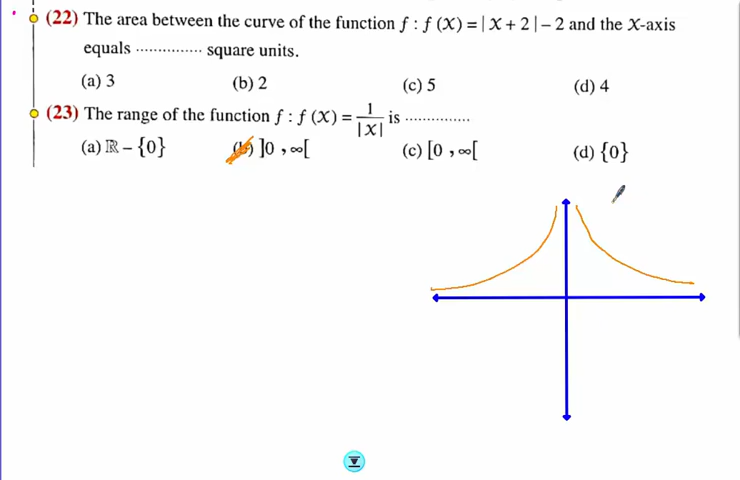 (22) The area between the curve of the function f : f (X) = | X + 2 | – 2 and the X-axis
equals ............... square units.
(a) 3 (b) 2 (c) 5 (d) 4
(23) The range of the function f : f (X) = 1/|X| is ...............
(a) ℝ – {0} (b) ]0 , ∞[ (c) [0 , ∞[ (d) {0}